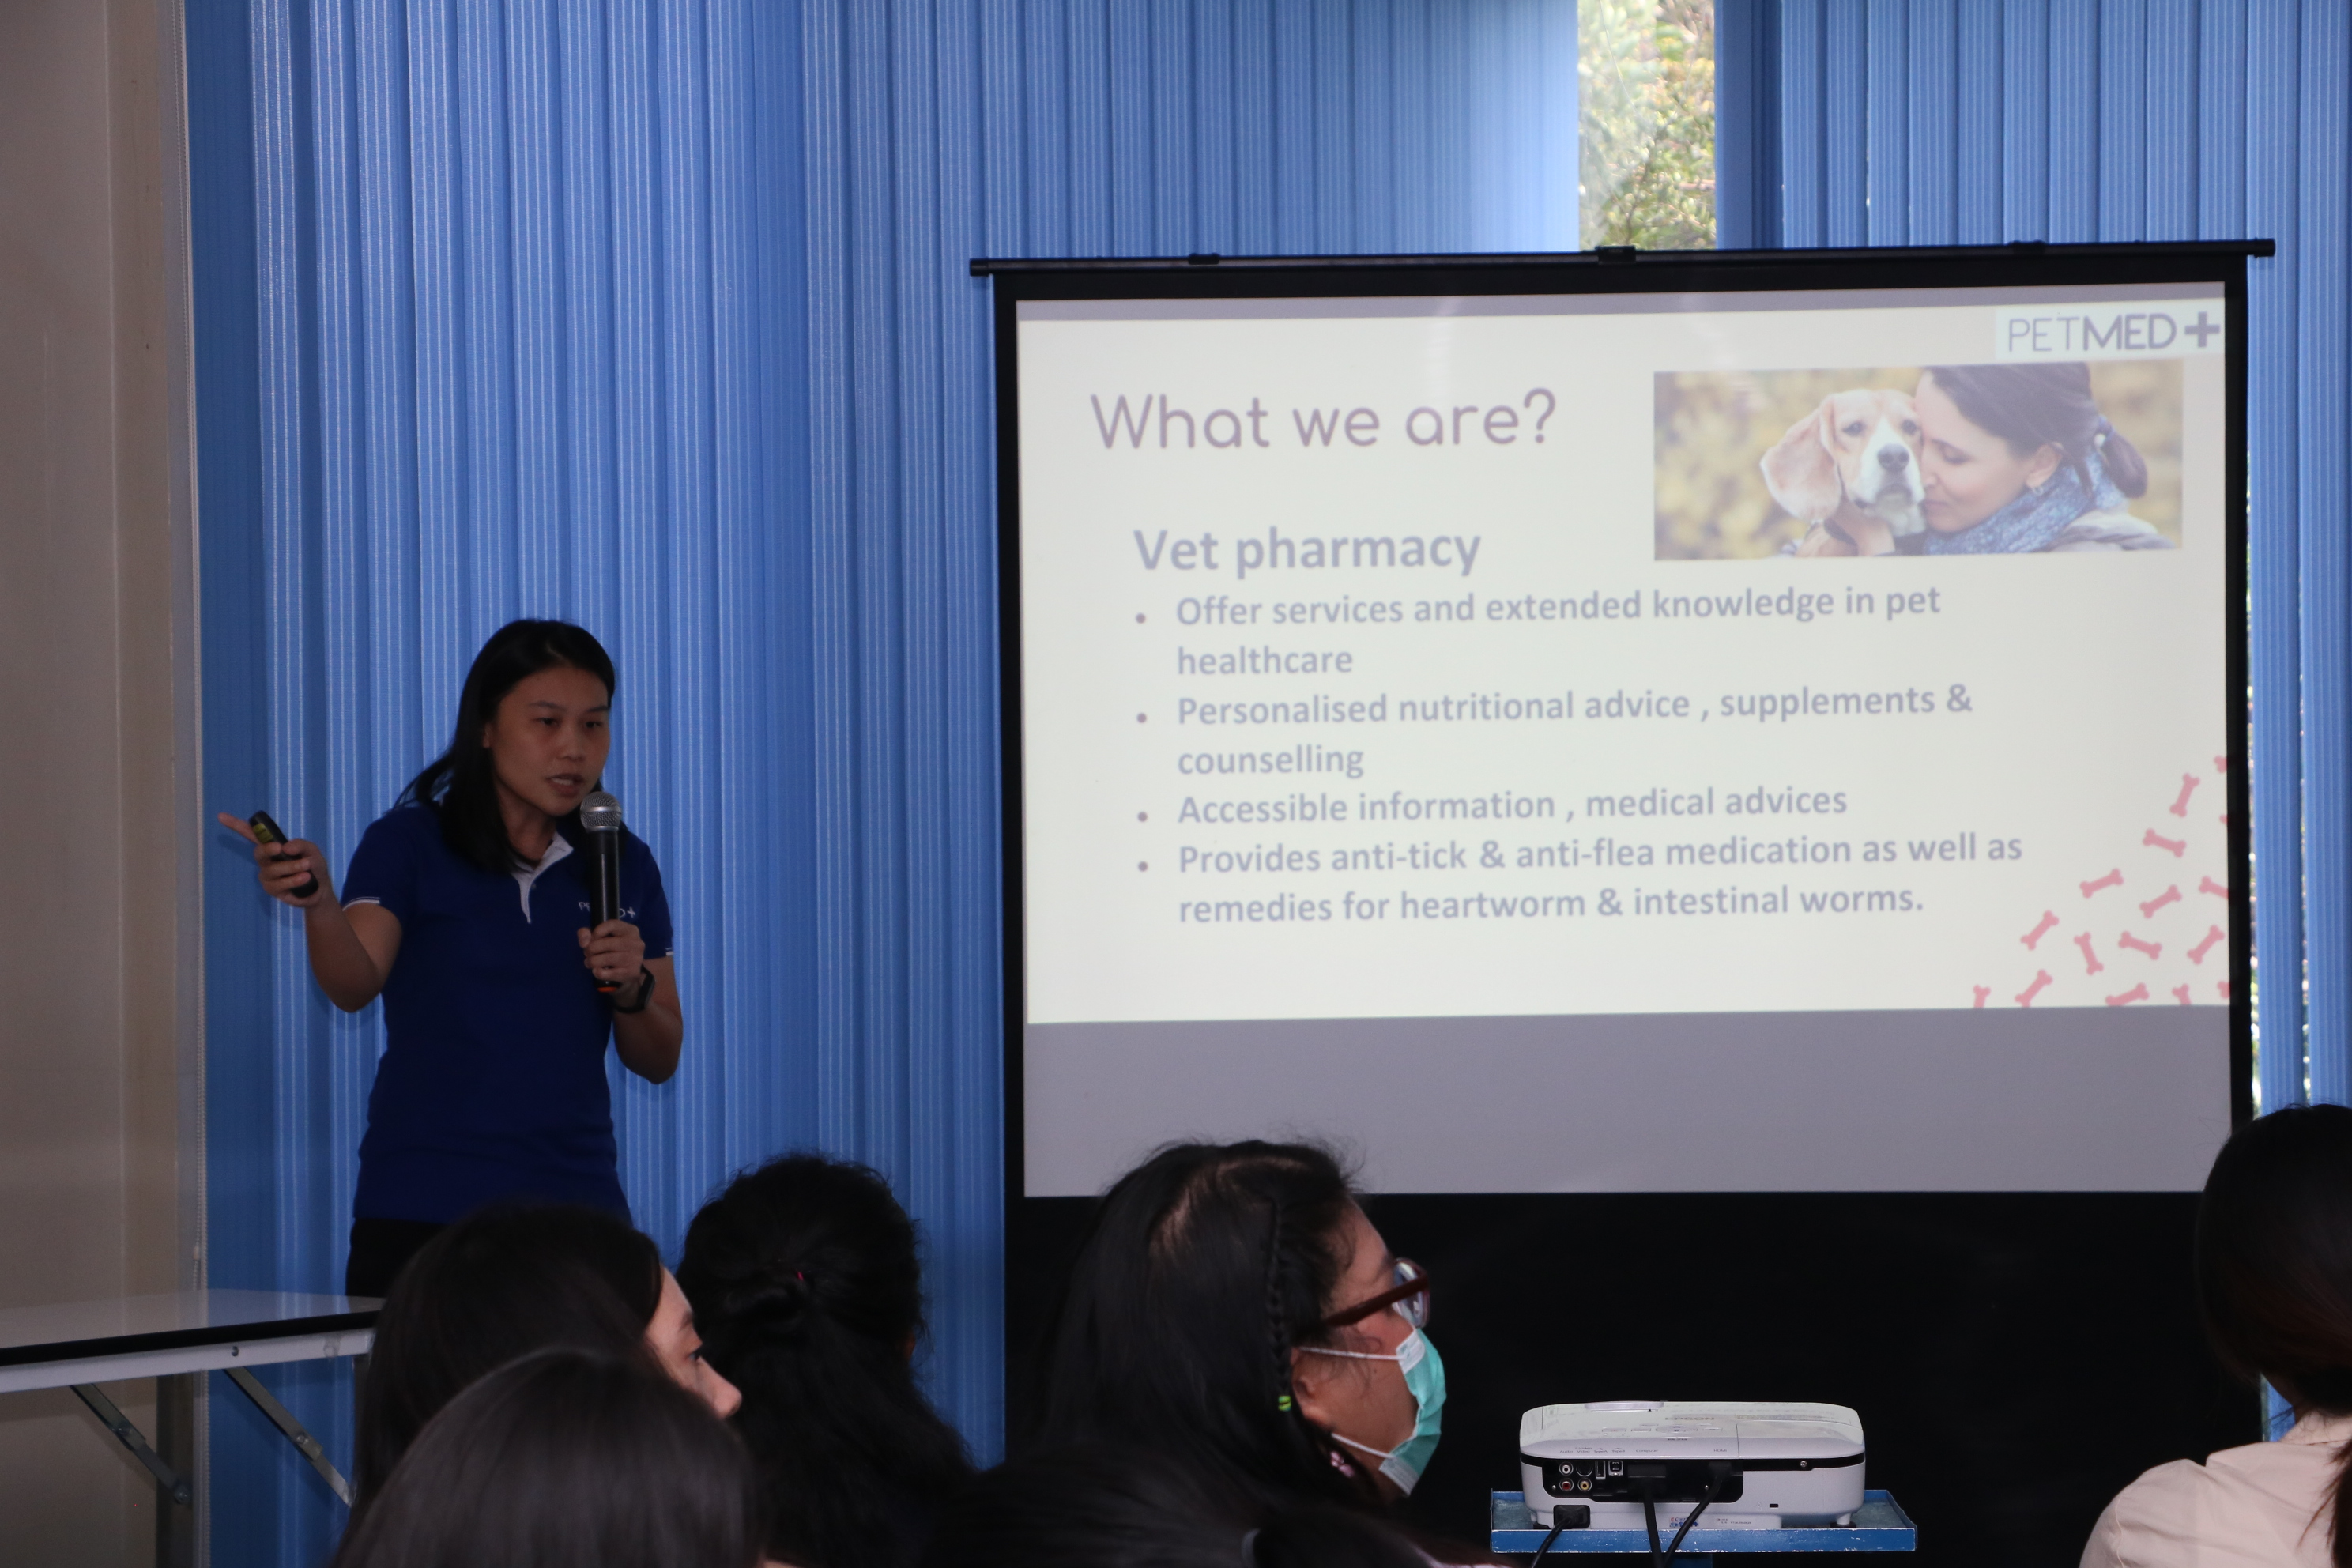 PETMED+
What we are?
Vet pharmacy
• Offer services and extended knowledge in pet
healthcare
• Personalised nutritional advice , supplements &
counselling
• Accessible information , medical advices
• Provides anti-tick & anti-flea medication as well as
remedies for heartworm & intestinal worms.
EPSON